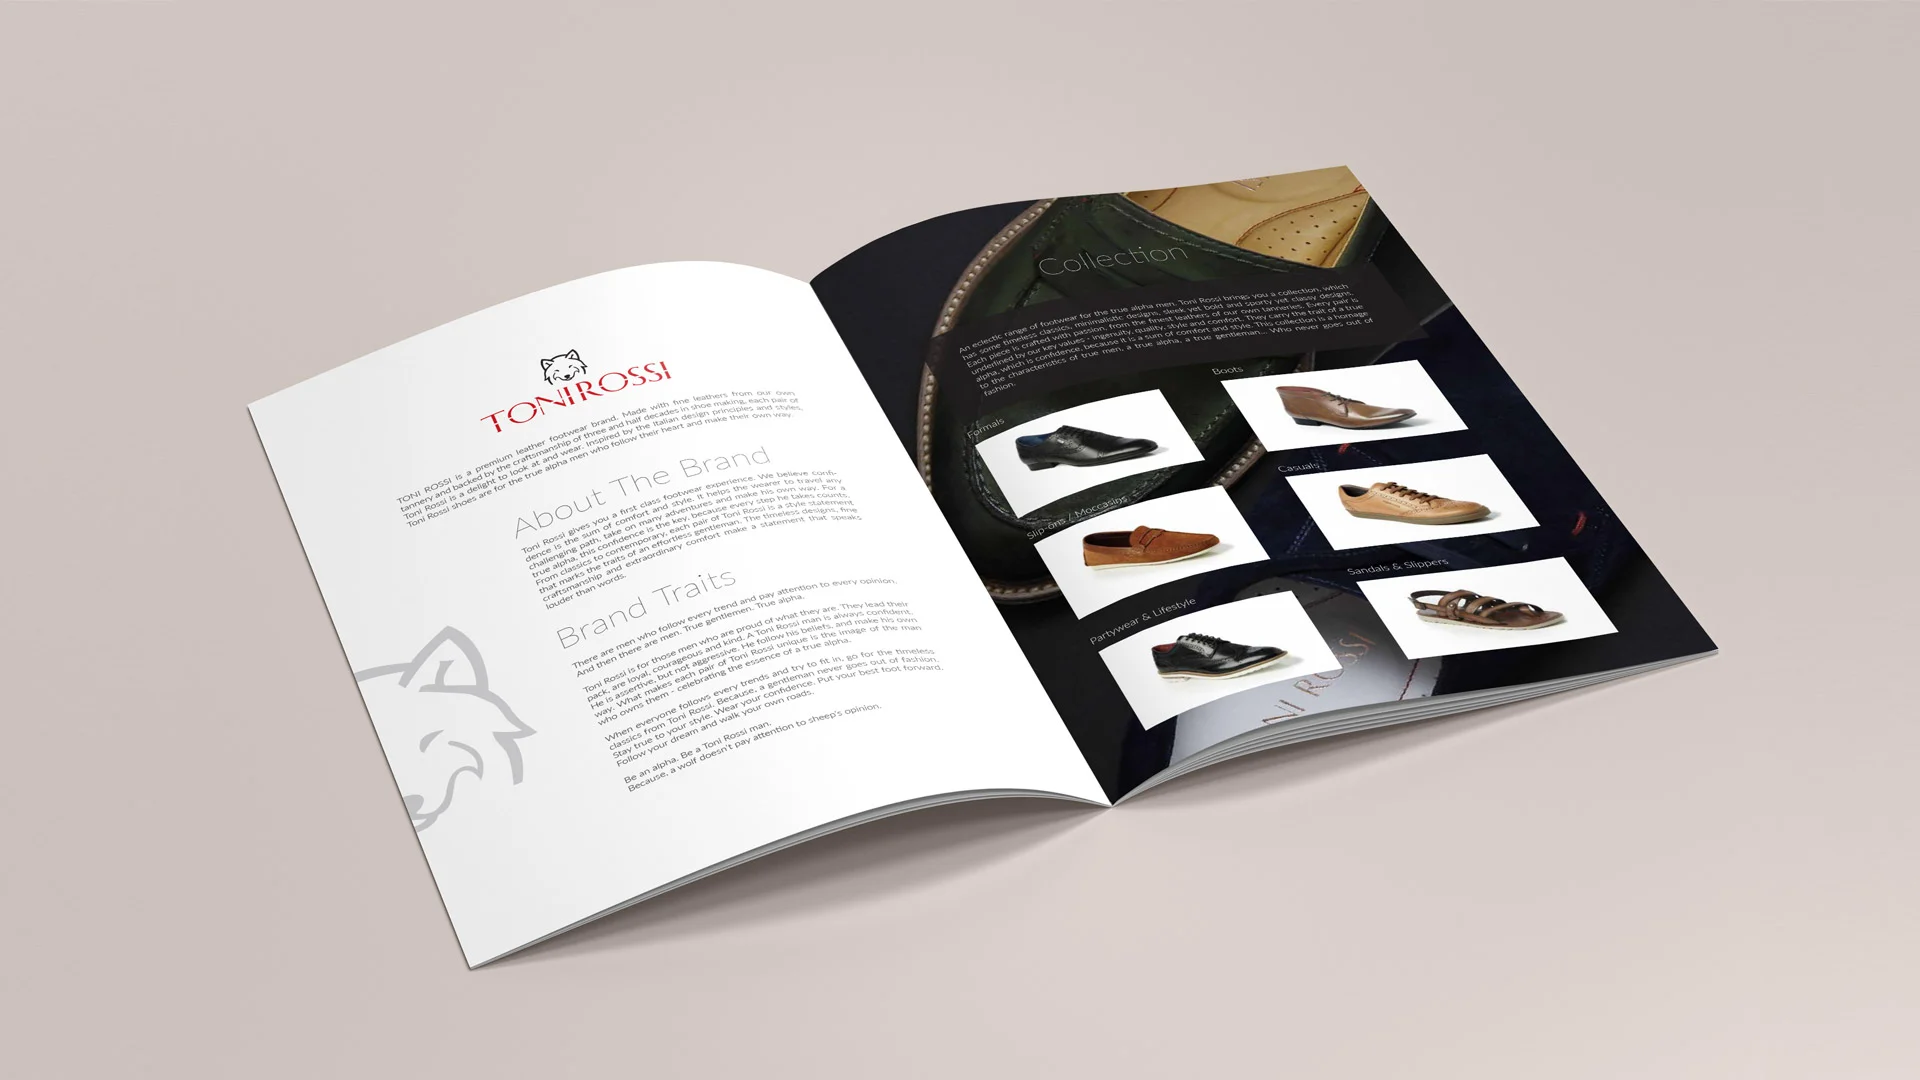 TONI ROSSI
TONI ROSSI is a premium leather footwear brand. Made with fine leathers from our own
tannery and backed by the craftsmanship of three and half decades in shoe making, each pair of
Toni Rossi is a delight to look at and wear. Inspired by the Italian design principles and styles,
Toni Rossi shoes are for the true alpha men who follow their heart and make their own way.
About The Brand
Toni Rossi gives you a first class footwear experience. We believe confi-
dence is the sum of comfort and style. It helps the wearer to travel any
challenging path, take on many adventures and make his own way. For a
true alpha, this confidence is the key, because every step he takes counts.
From classics to contemporary, each pair of Toni Rossi is a style statement
that marks the traits of an effortless gentleman. The timeless designs, fine
craftsmanship and extraordinary comfort make a statement that speaks
louder than words.
Brand Traits
There are men who follow every trend and pay attention to every opinion.
And then there are men. True gentlemen. True alpha.
Toni Rossi is for those men who are proud of what they are. They lead their
pack, are loyal, courageous and kind. A Toni Rossi man is always confident.
He is assertive, but not aggressive. He follow his beliefs, and make his own
way. What makes each pair of Toni Rossi unique is the image of the man
who owns them - celebrating the essence of a true alpha.
When everyone follows every trends and try to fit in, go for the timeless
classics from Toni Rossi. Because, a gentleman never goes out of fashion.
Stay true to your style. Wear your confidence. Put your best foot forward.
Follow your dream and walk your own roads.
Be an alpha. Be a Toni Rossi man.
Because, a wolf doesn't pay attention to sheep's opinion.
Collection
An eclectic range of footwear for the true alpha men. Toni Rossi brings you a collection, which
has some timeless classics, minimalistic designs, sleek yet bold and sporty yet classy designs.
Each piece is crafted with passion, from the finest leathers of our own tanneries. Every pair is
underlined by our key values - ingenuity, quality, style and comfort. They carry the trait of a true
alpha, which is confidence, because it is a sum of comfort and style. This collection is a homage
to the characteristics of true men, a true alpha, a true gentleman... Who never goes out of
fashion.
Formals
Boots
Slip-ons / Moccasins
Casuals
Partywear & Lifestyle
Sandals & Slippers
NI ROSSI